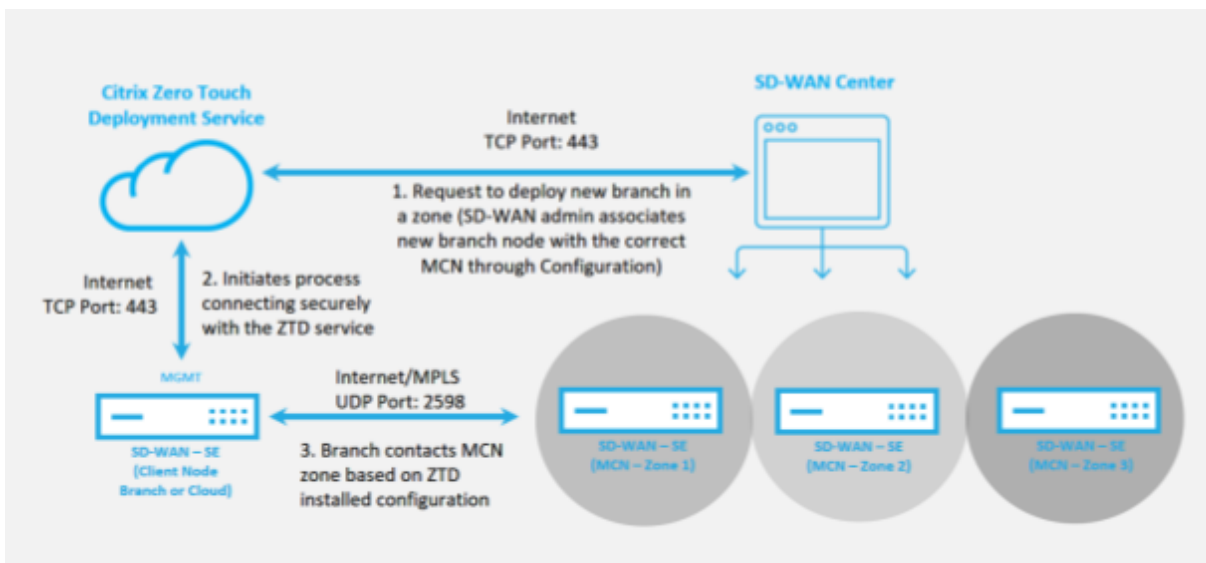 Citrix Zero Touch
Deployment Service
SD-WAN Center
Internet
TCP Port: 443
1. Request to deploy new branch in
a zone (SD-WAN admin associates
new branch node with the correct
MCN through Configuration)
Internet
TCP Port: 443
2. Initiates process
connecting securely
with the ZTD service
MGMT
SD-WAN – SE
(Client Node
Branch or Cloud)
Internet/MPLS
UDP Port: 2598
3. Branch contacts MCN
zone based on ZTD
installed configuration
SD-WAN – SE
(MCN – Zone 1)
SD-WAN – SE
(MCN – Zone 2)
SD-WAN – SE
(MCN – Zone 3)